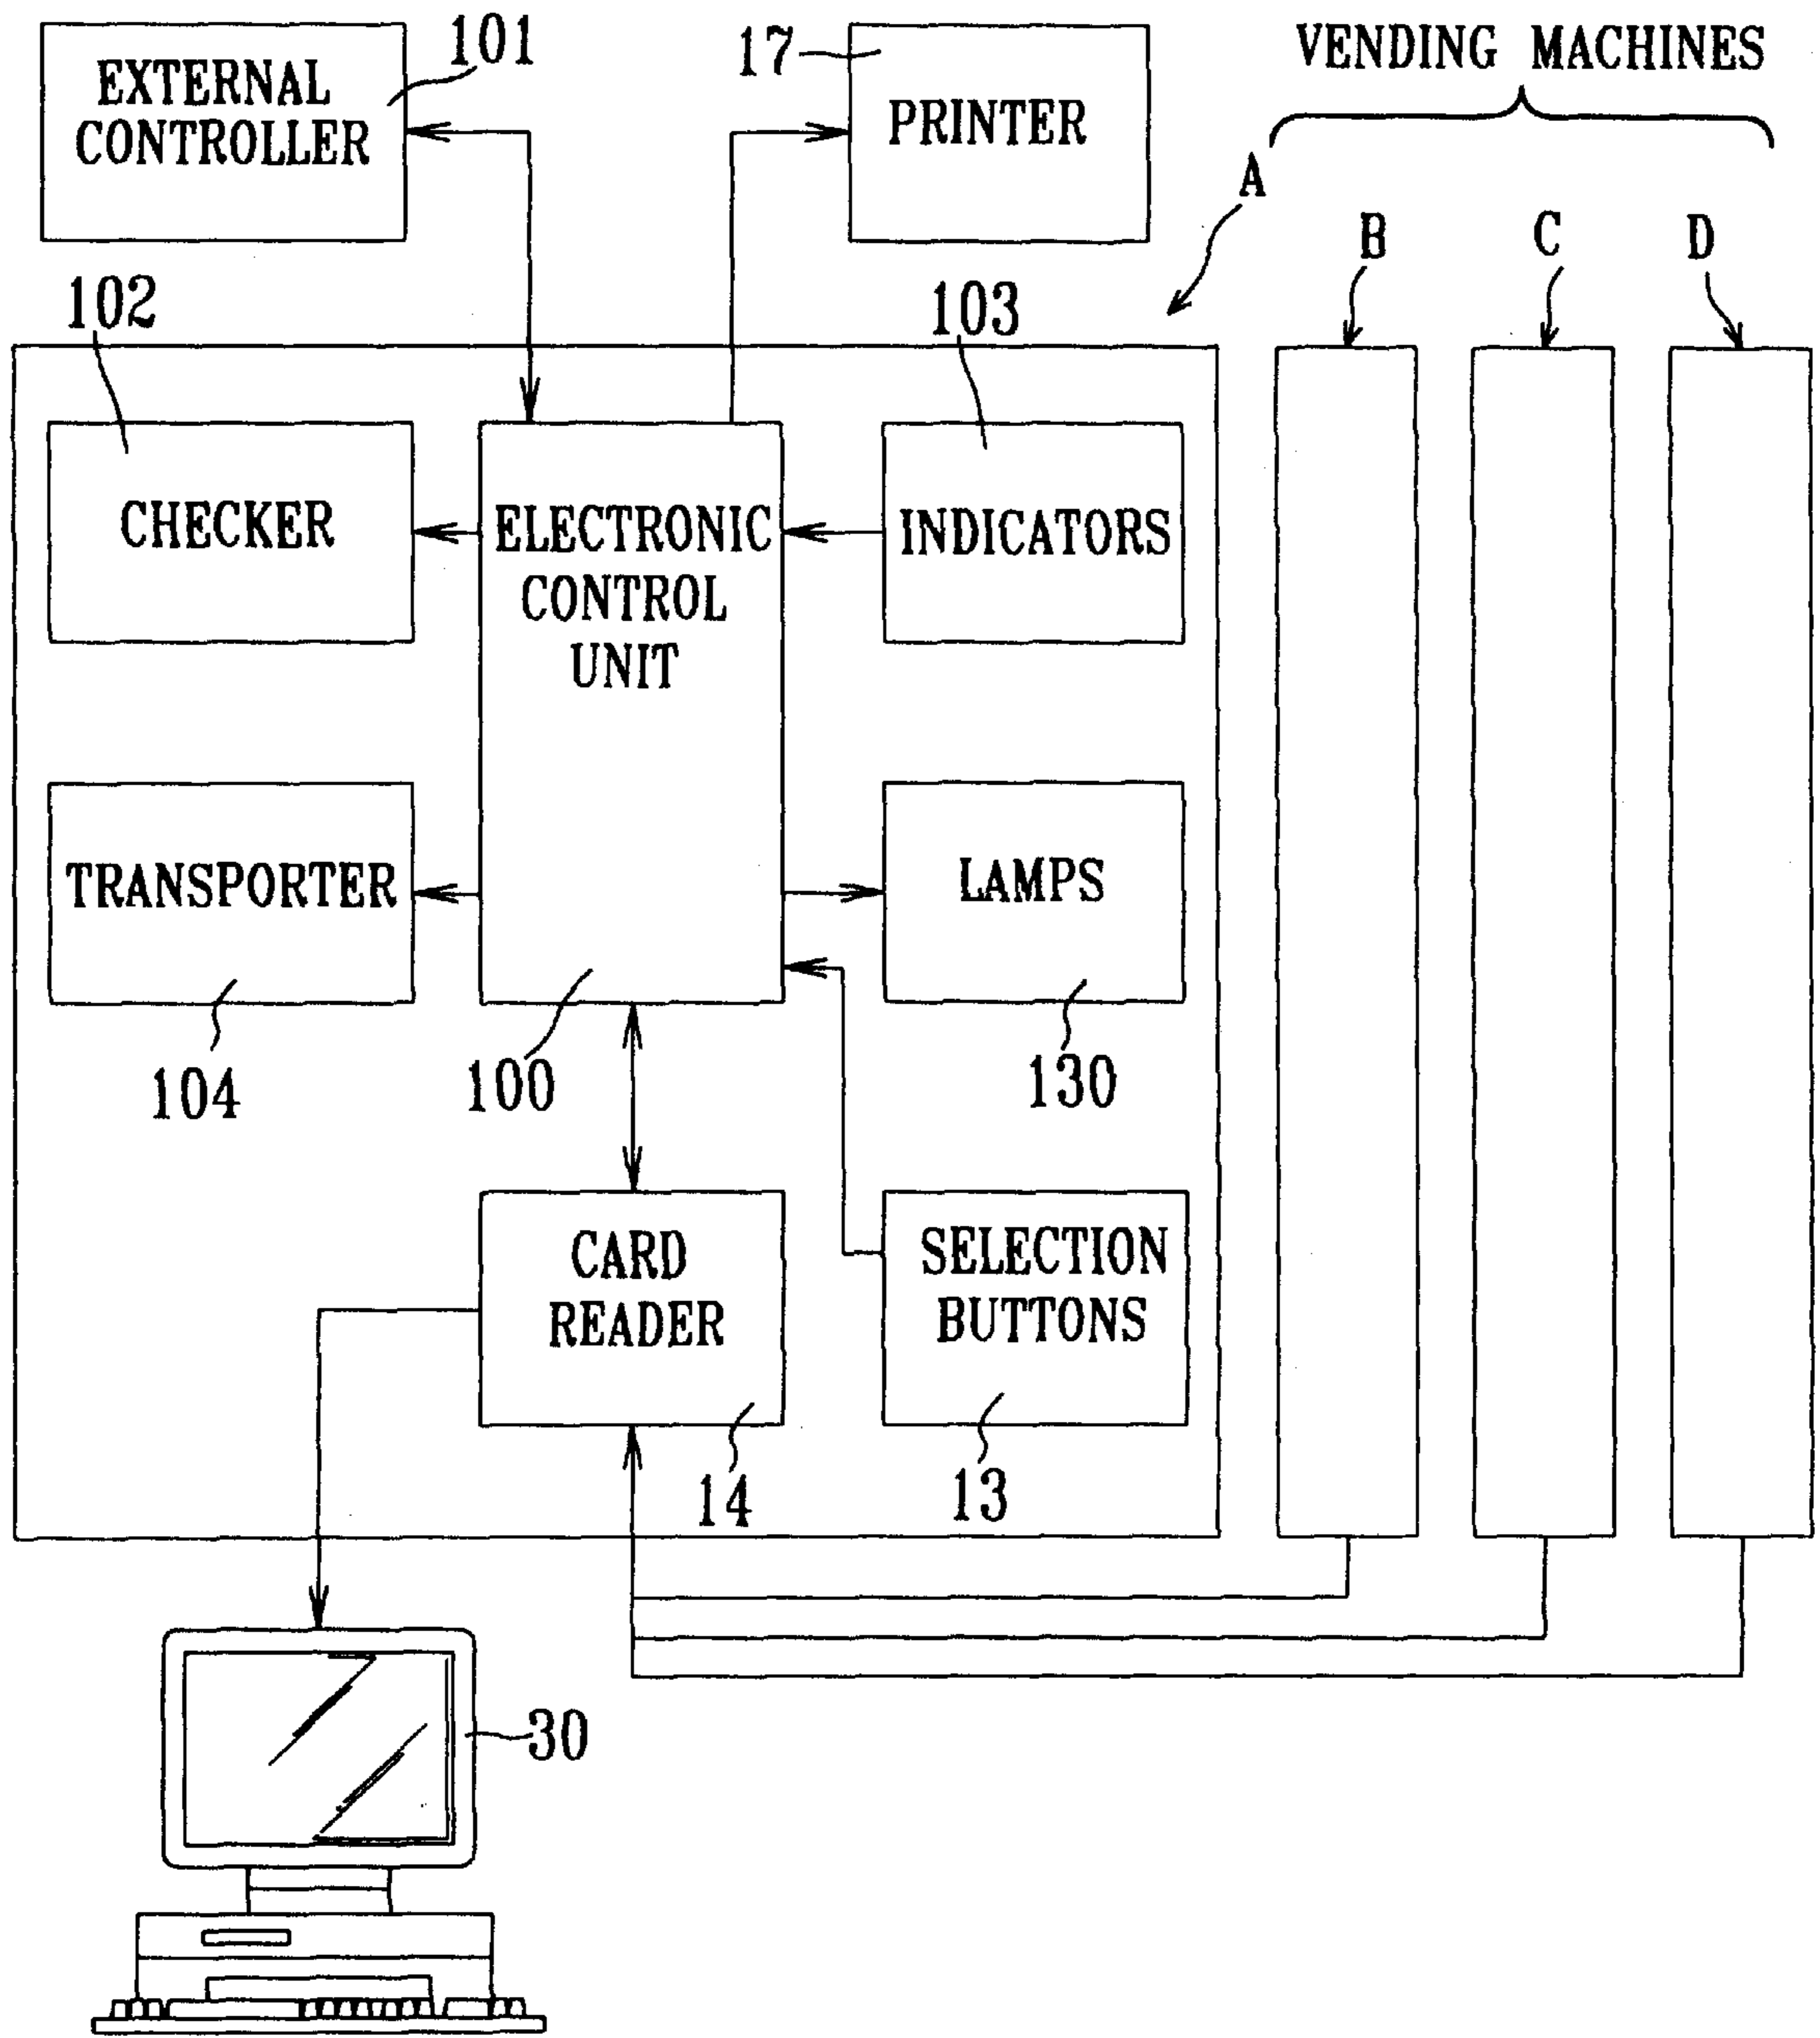 EXTERNAL
CONTROLLER
101
17
PRINTER
VENDING MACHINES
A
B
C
D
102
103
CHECKER
ELECTRONIC
CONTROL
UNIT
INDICATORS
TRANSPORTER
LAMPS
104
100
130
CARD
READER
SELECTION
BUTTONS
14
13
30